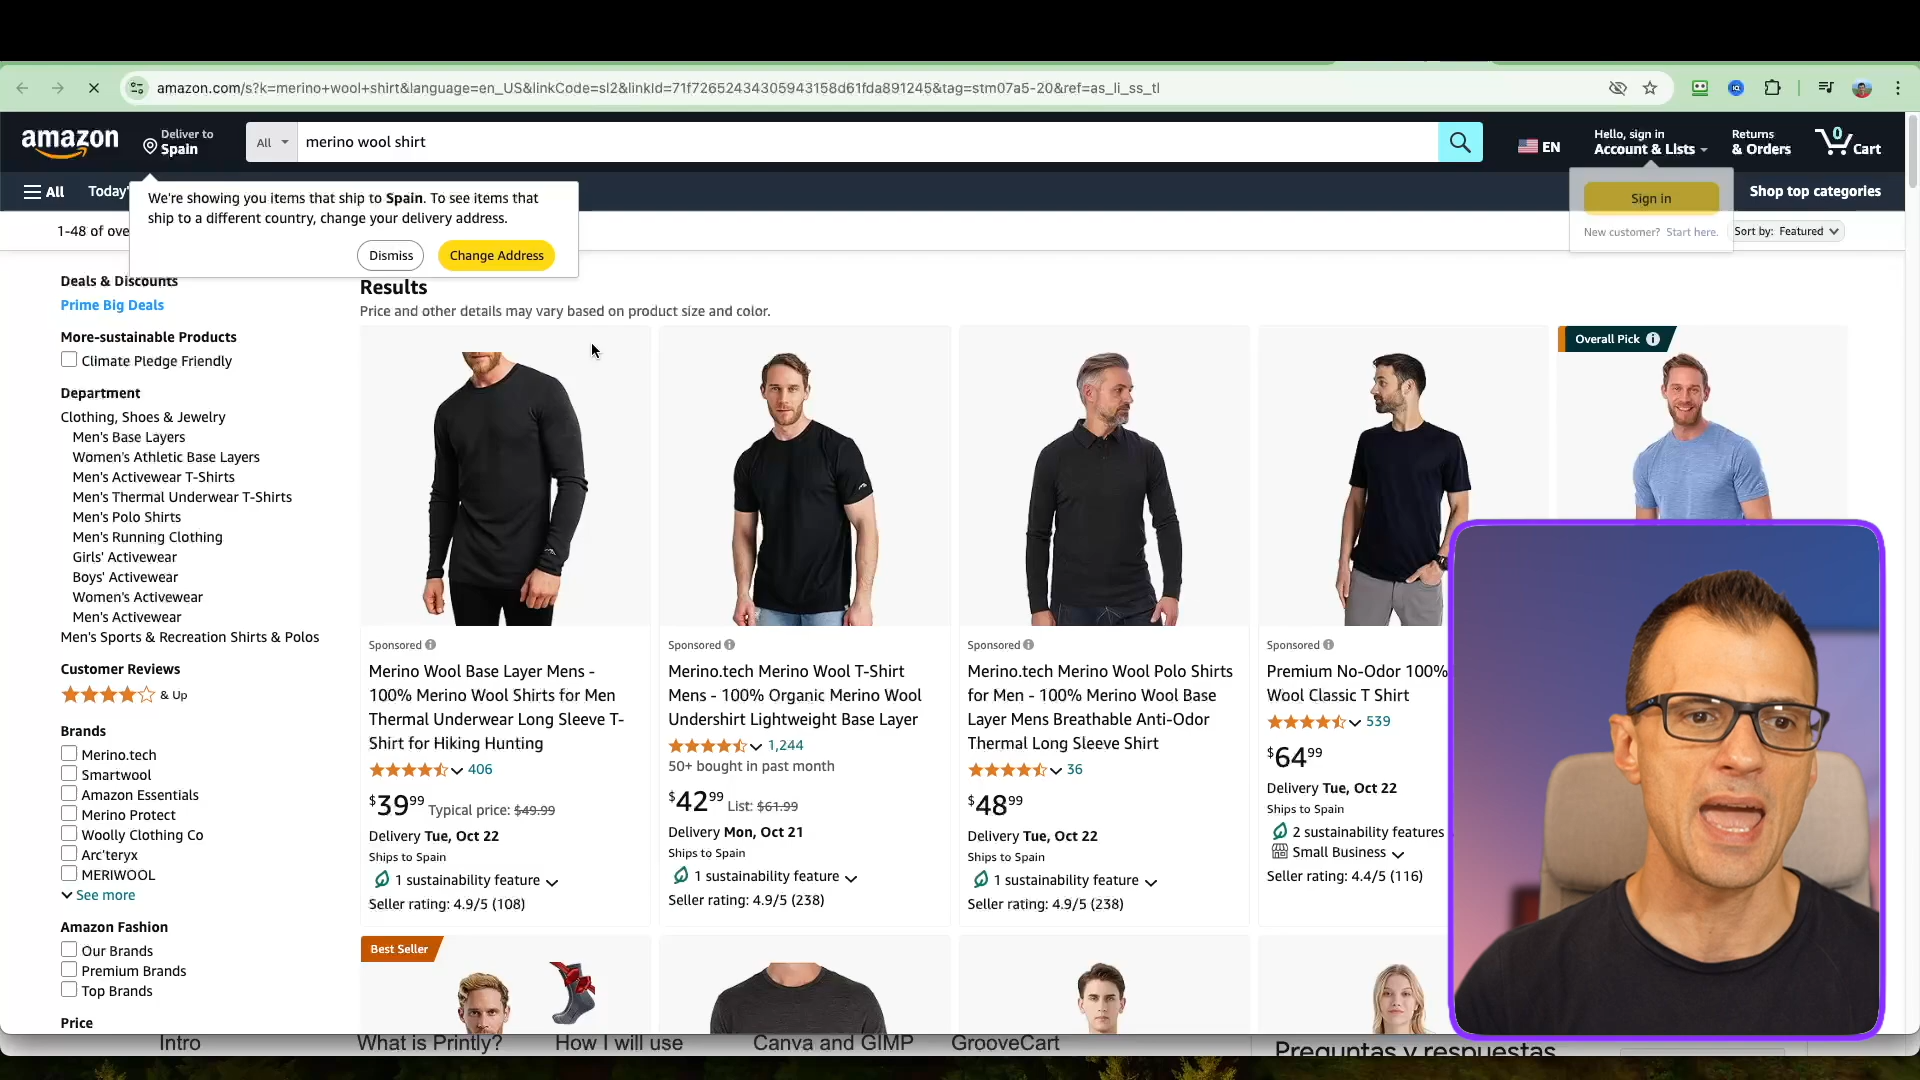 amazon.com/s?k=merino+wool+shirt&language=en_US&linkCode=sl2&linkId=71f72652434305943158d61fda891245&tag=stm07a5-20&ref=as_li_ss_tl
amazon
Deliver to
Spain
All
merino wool shirt
EN
Hello, sign in
Account & Lists
Returns
& Orders
0
Cart
All
Today'
Shop top categories
We're showing you items that ship to Spain. To see items that
ship to a different country, change your delivery address.
Dismiss
Change Address
Sign in
New customer? Start here.
1-48 of ove
Sort by: Featured
Deals & Discounts
Prime Big Deals
More-sustainable Products
Climate Pledge Friendly
Department
Clothing, Shoes & Jewelry
Men's Base Layers
Women's Athletic Base Layers
Men's Activewear T-Shirts
Men's Thermal Underwear T-Shirts
Men's Polo Shirts
Men's Running Clothing
Girls' Activewear
Boys' Activewear
Women's Activewear
Men's Activewear
Men's Sports & Recreation Shirts & Polos
Customer Reviews
& Up
Brands
Merino.tech
Smartwool
Amazon Essentials
Merino Protect
Woolly Clothing Co
Arc'teryx
MERIWOOL
See more
Amazon Fashion
Our Brands
Premium Brands
Top Brands
Price
Results
Price and other details may vary based on product size and color.
Sponsored
Merino Wool Base Layer Mens -
100% Merino Wool Shirts for Men
Thermal Underwear Long Sleeve T-
Shirt for Hiking Hunting
406
$39.99 Typical price: $49.99
Delivery Tue, Oct 22
Ships to Spain
1 sustainability feature
Seller rating: 4.9/5 (108)
Sponsored
Merino.tech Merino Wool T-Shirt
Mens - 100% Organic Merino Wool
Undershirt Lightweight Base Layer
1,244
50+ bought in past month
$42.99 List: $61.99
Delivery Mon, Oct 21
Ships to Spain
1 sustainability feature
Seller rating: 4.9/5 (238)
Sponsored
Merino.tech Merino Wool Polo Shirts
for Men - 100% Merino Wool Base
Layer Mens Breathable Anti-Odor
Thermal Long Sleeve Shirt
36
$48.99
Delivery Tue, Oct 22
Ships to Spain
1 sustainability feature
Seller rating: 4.9/5 (238)
Sponsored
Premium No-Odor 100%
Wool Classic T Shirt
539
$64.99
Delivery Tue, Oct 22
Ships to Spain
2 sustainability features
Small Business
Seller rating: 4.4/5 (116)
Overall Pick
Best Seller
Intro
What is Printly?
How I will use
Canva and GIMP
GrooveCart
Preguntas y respuestas